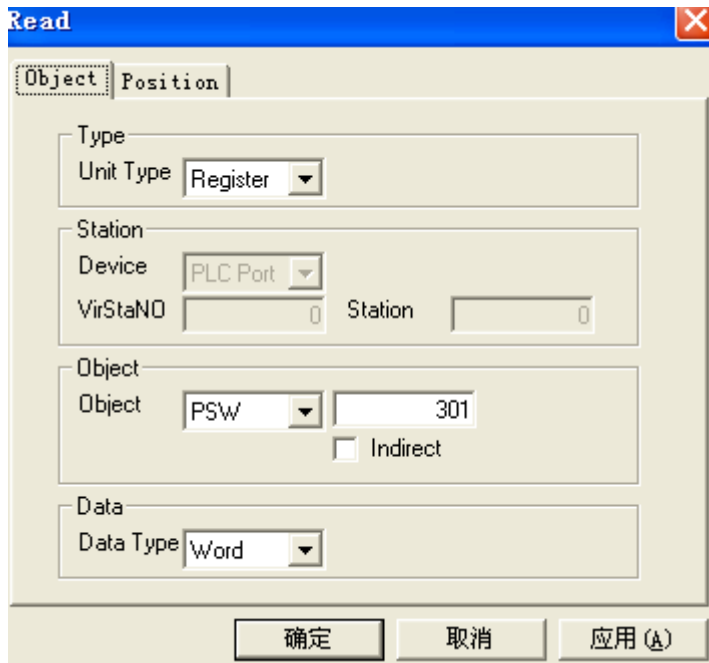 Read
Object Position
Type
Unit Type Register
Station
Device PLC Port
VirStaNO 0 Station 0
Object
Object PSW 301
Indirect
Data
Data Type Word
确定 取消 应用(A)